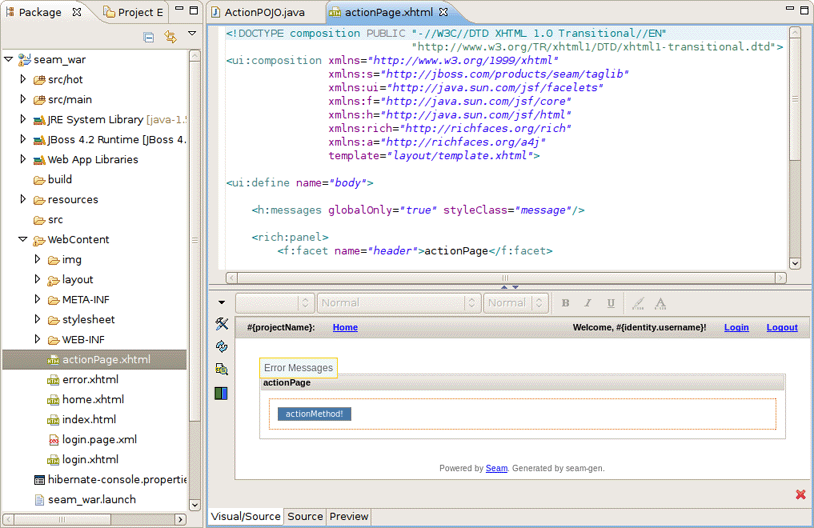 Package
Project E
seam_war
src/hot
src/main
JRE System Library [java-1.5
JBoss 4.2 Runtime [JBoss 4.
Web App Libraries
build
resources
src
WebContent
img
layout
META-INF
stylesheet
WEB-INF
actionPage.xhtml
error.xhtml
home.xhtml
index.html
login.page.xml
login.xhtml
hibernate-console.propertie
seam_war.launch
ActionPOJO.java
actionPage.xhtml
<!DOCTYPE composition PUBLIC "-//W3C//DTD XHTML 1.0 Transitional//EN"
"http://www.w3.org/TR/xhtml1/DTD/xhtml1-transitional.dtd">
<ui:composition xmlns="http://www.w3.org/1999/xhtml"
xmlns:s="http://jboss.com/products/seam/taglib"
xmlns:ui="http://java.sun.com/jsf/facelets"
xmlns:f="http://java.sun.com/jsf/core"
xmlns:h="http://java.sun.com/jsf/html"
xmlns:rich="http://richfaces.org/rich"
xmlns:a="http://richfaces.org/a4j"
template="layout/template.xhtml">
<ui:define name="body">
<h:messages globalOnly="true" styleClass="message"/>
<rich:panel>
<f:facet name="header">actionPage</f:facet>
Normal Normal B I U A
#{projectName}: Home Welcome, #{identity.username}! Login Logout
Error Messages
actionPage
actionMethod!
Powered by Seam. Generated by seam-gen.
Visual/Source Source Preview